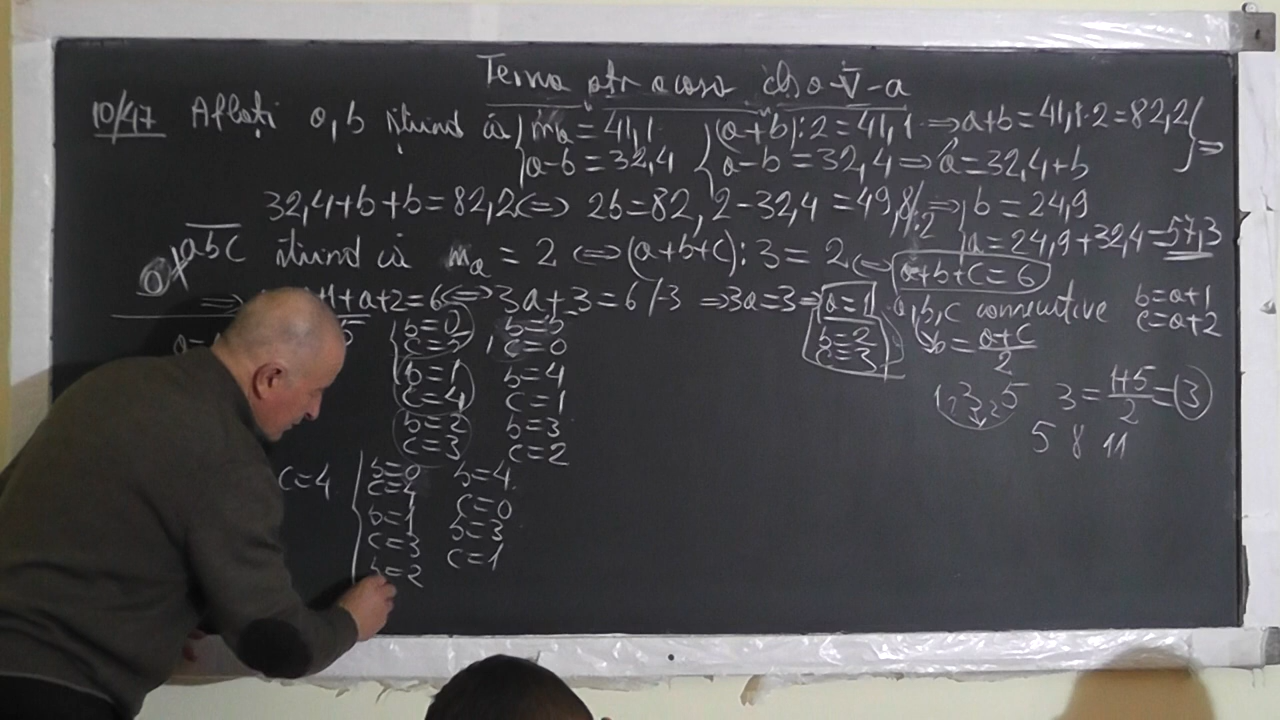 Tema ptr acasă cls a V-a
10/47 Aflați a, b știind că { mₐ = 41,1 { (a+b):2 = 41,1 ⇒ a+b = 41,1·2 = 82,2 } ⇒
a-b = 32,4 a-b = 32,4 ⇒ a = 32,4+b
32,4+b+b = 82,2 ⇔ 2b = 82,2-32,4 = 49,8/:2 ⇒ b = 24,9
a = 24,9+32,4 = 57,3
a≠0 abc știind că mₐ = 2 ⇔ (a+b+c):3 = 2 ⇔ a+b+c = 6
⇒ +1+a+2=6 ⇔ 3a+3=6/-3 ⇒ 3a=3 ⇒ a=1 a,b,c consecutive b=a+1
b=2 c=3 b = a+c/2 c=a+2
b=0 c=5, b=5 c=0
b=1 c=4 b=4 c=1
b=2 c=3 b=3 c=2
1 3 5 3 = 1+5/2 = 3
5 8 11
c=4 b=0 c=4 b=4 c=0
b=1 c=3 b=3 c=1
b=2